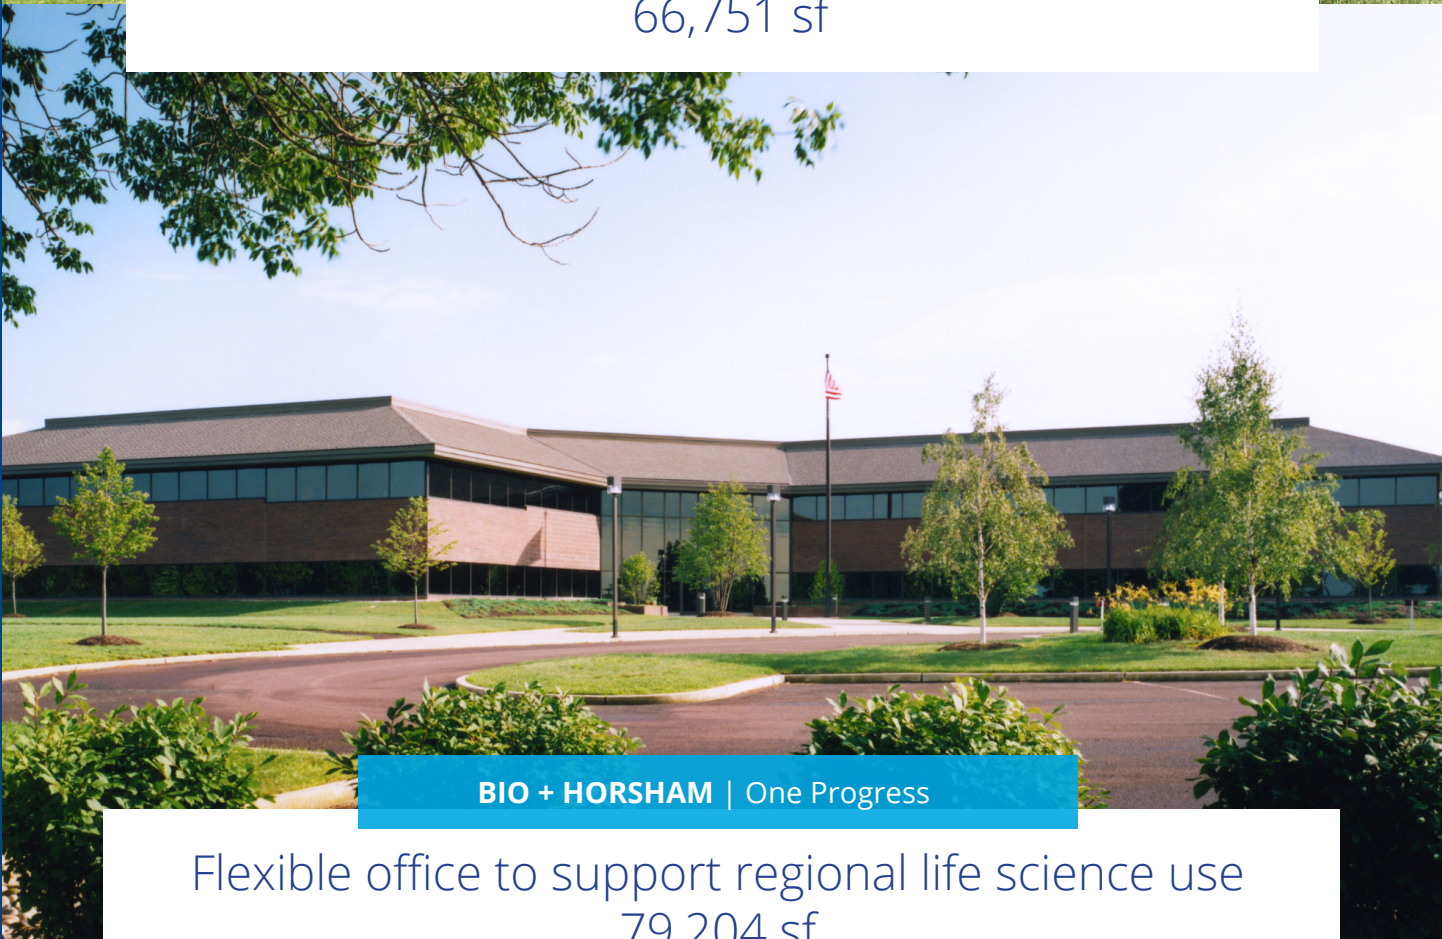 66,751 sf
BIO + HORSHAM | One Progress
Flexible office to support regional life science use
79,204 sf